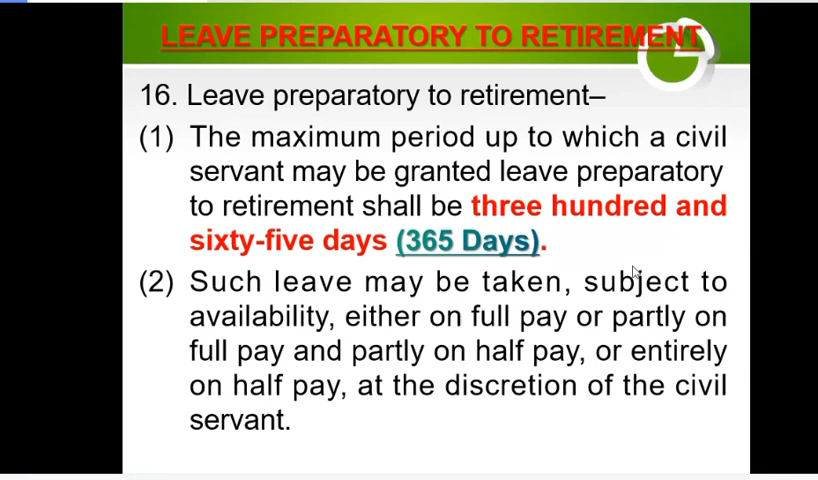 LEAVE PREPARATORY TO RETIREMENT
16. Leave preparatory to retirement–
(1) The maximum period up to which a civil
servant may be granted leave preparatory
to retirement shall be three hundred and
sixty-five days (365 Days).
(2) Such leave may be taken, subject to
availability, either on full pay or partly on
full pay and partly on half pay, or entirely
on half pay, at the discretion of the civil
servant.